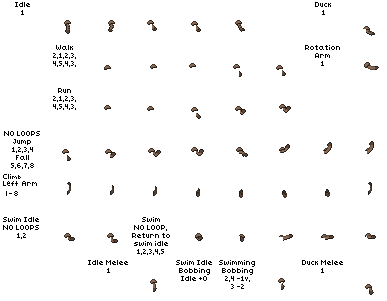 Idle
1
Duck
1
Walk
2,1,2,3,
4,5,4,3,
Rotation
Arm
1
Run
2,1,2,3,
4,5,4,3,
NO LOOPS
Jump
1,2,3,4
Fall
5,6,7,8
Climb
Left Arm
1-8
Swim Idle
NO LOOPS
1,2
Swim
NO LOOP,
Return to
swim idle
1,2,3,4,5
Idle Melee
1
Swim Idle
Bobbing
Idle +0
Swimming
Bobbing
2,4 -1v,
3 -2
Duck Melee
1